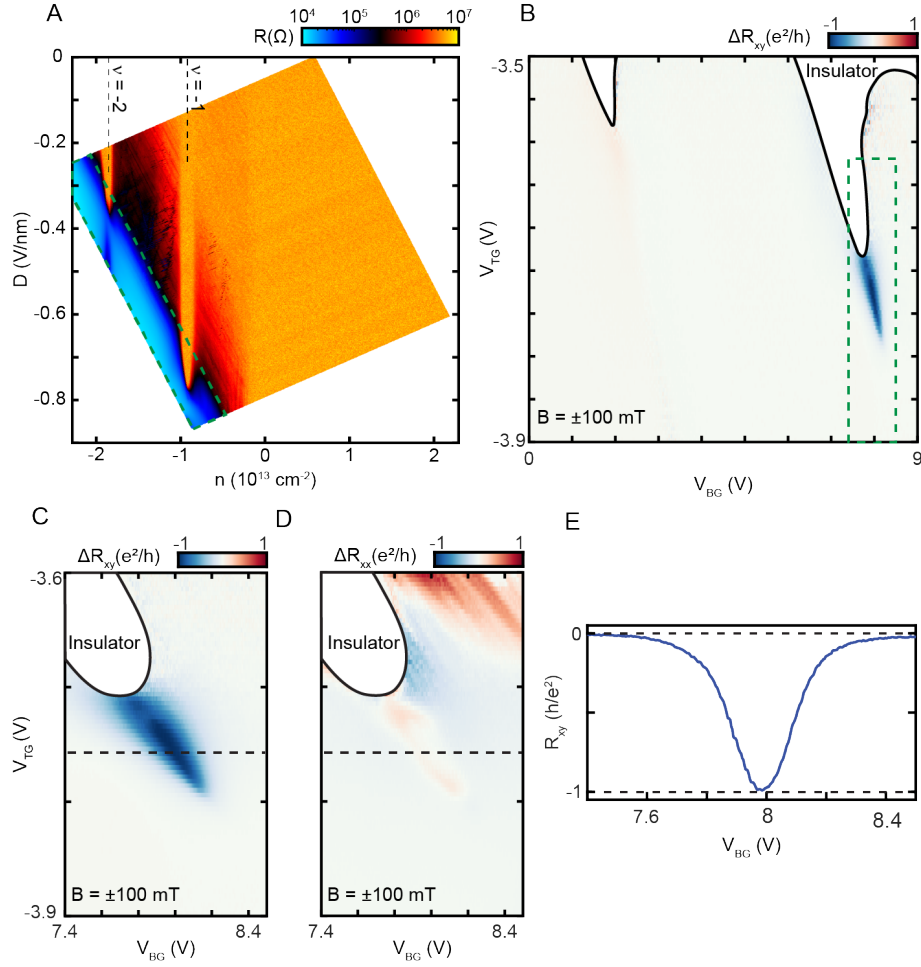 A
R(Ω)
10⁴ 10⁵ 10⁶ 10⁷
ν = -2
ν = -1
0
-0.2
-0.4
-0.6
-0.8
D (V/nm)
-2 -1 0 1 2
n (10¹³ cm⁻²)
B
ΔR_xy(e²/h)
-1 1
-3.5
Insulator
V_TG (V)
B = ±100 mT
-3.9
0 9
V_BG (V)
C
ΔR_xy(e²/h)
-1 1
-3.6
Insulator
V_TG (V)
B = ±100 mT
-3.9
7.4 8.4
V_BG (V)
D
ΔR_xx(e²/h)
-1 1
Insulator
B = ±100 mT
7.4 8.4
V_BG (V)
E
0
R_xy (h/e²)
-1
7.6 8 8.4
V_BG (V)